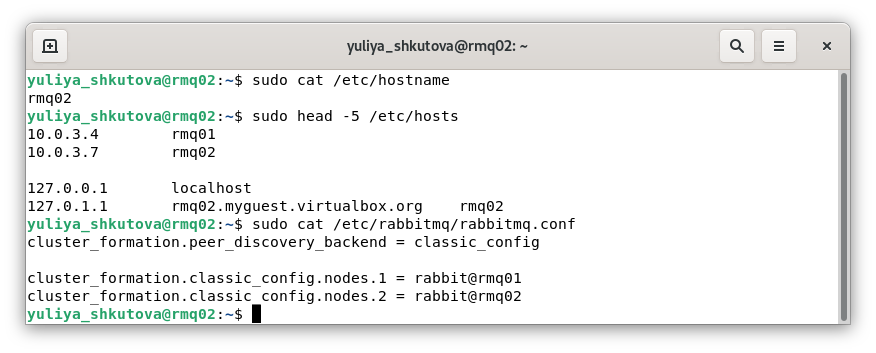 yuliya_shkutova@rmq02: ~
yuliya_shkutova@rmq02:~$ sudo cat /etc/hostname
rmq02
yuliya_shkutova@rmq02:~$ sudo head -5 /etc/hosts
10.0.3.4        rmq01
10.0.3.7        rmq02
127.0.0.1       localhost
127.0.1.1       rmq02.myguest.virtualbox.org    rmq02
yuliya_shkutova@rmq02:~$ sudo cat /etc/rabbitmq/rabbitmq.conf
cluster_formation.peer_discovery_backend = classic_config
cluster_formation.classic_config.nodes.1 = rabbit@rmq01
cluster_formation.classic_config.nodes.2 = rabbit@rmq02
yuliya_shkutova@rmq02:~$